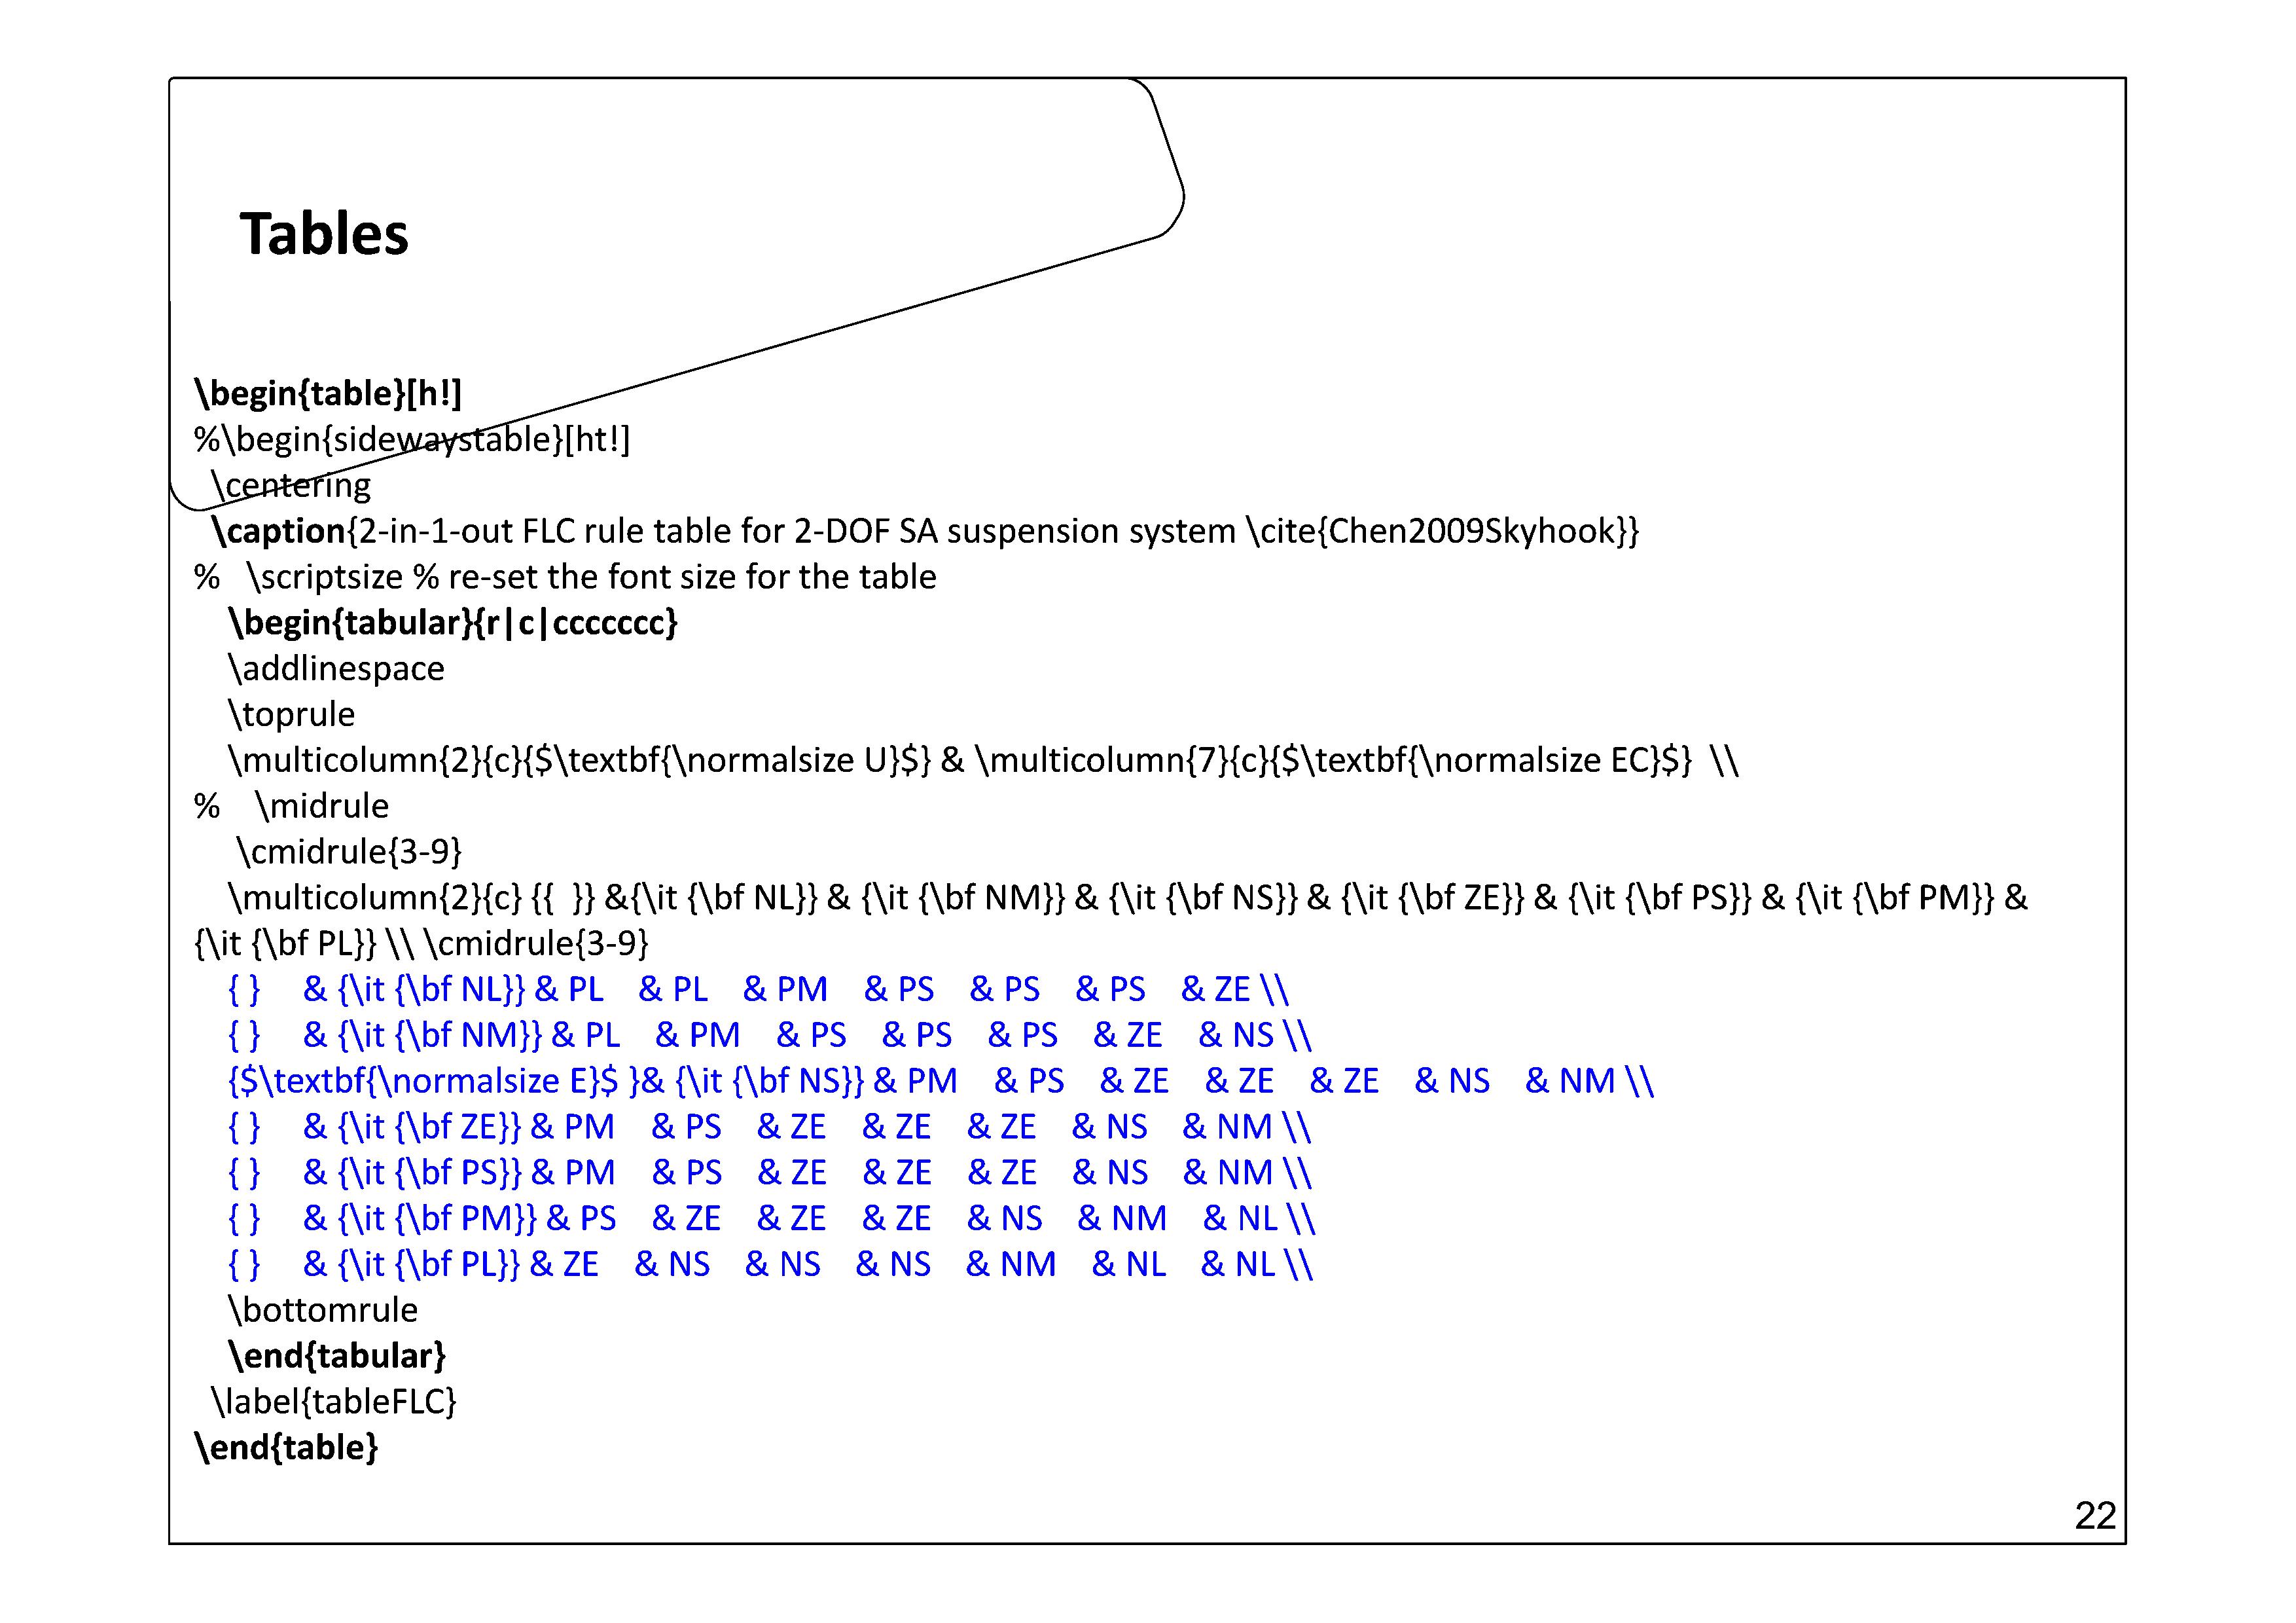 Tables
\begin{table}[h!]
%\begin{sidewaystable}[ht!]
\centering
\caption{2-in-1-out FLC rule table for 2-DOF SA suspension system \cite{Chen2009Skyhook}}
% \scriptsize % re-set the font size for the table
\begin{tabular}{r|c|ccccccc}
\addlinespace
\toprule
\multicolumn{2}{c}{$\textbf{\normalsize U}$} & \multicolumn{7}{c}{$\textbf{\normalsize EC}$} \\
% \midrule
\cmidrule{3-9}
\multicolumn{2}{c} {{ }} &{\it {\bf NL}} & {\it {\bf NM}} & {\it {\bf NS}} & {\it {\bf ZE}} & {\it {\bf PS}} & {\it {\bf PM}} &
{\it {\bf PL}} \\ \cmidrule{3-9}
{ } & {\it {\bf NL}} & PL & PL & PM & PS & PS & PS & ZE \\
{ } & {\it {\bf NM}} & PL & PM & PS & PS & PS & ZE & NS \\
{$\textbf{\normalsize E}$ }& {\it {\bf NS}} & PM & PS & ZE & ZE & ZE & NS & NM \\
{ } & {\it {\bf ZE}} & PM & PS & ZE & ZE & ZE & NS & NM \\
{ } & {\it {\bf PS}} & PM & PS & ZE & ZE & ZE & NS & NM \\
{ } & {\it {\bf PM}} & PS & ZE & ZE & ZE & NS & NM & NL \\
{ } & {\it {\bf PL}} & ZE & NS & NS & NS & NM & NL & NL \\
\bottomrule
\end{tabular}
\label{tableFLC}
\end{table}
22